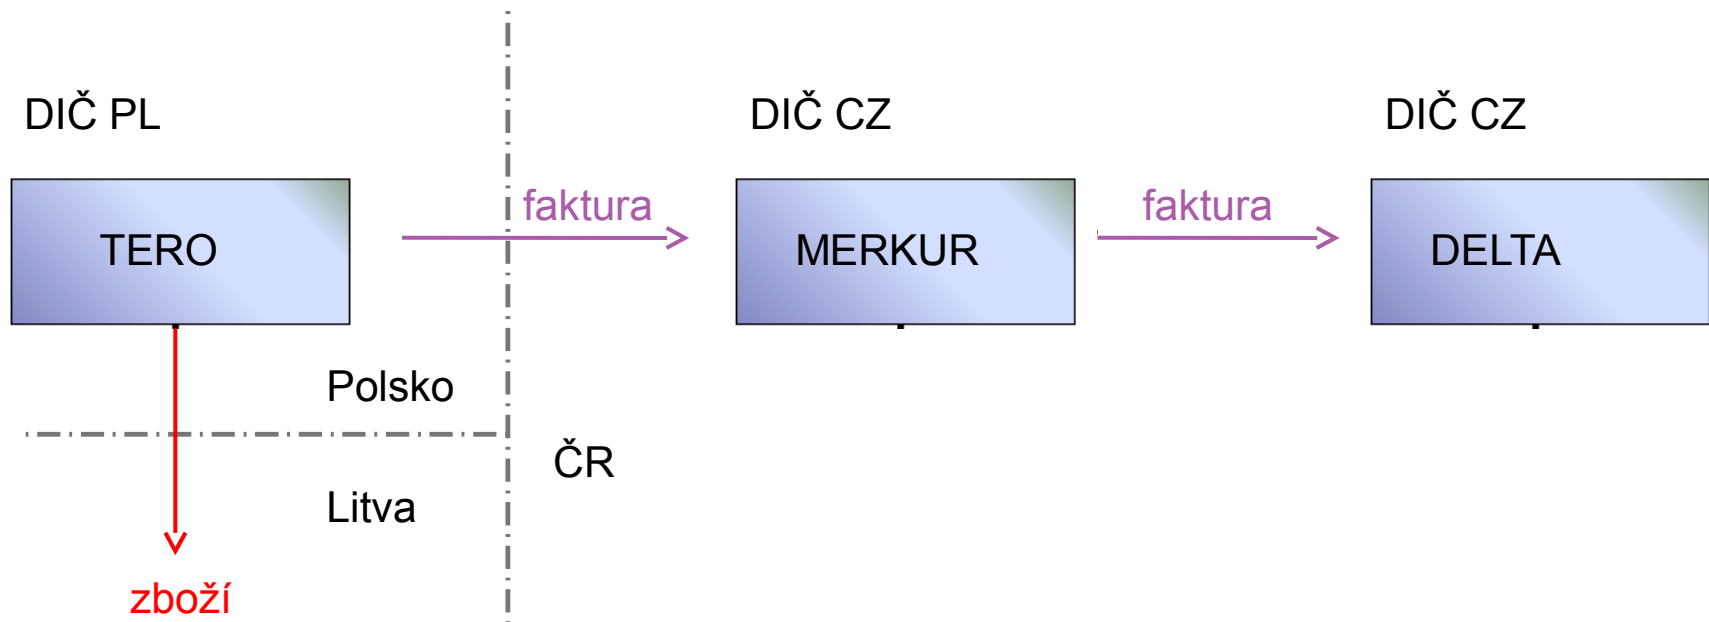 DIČ PL
DIČ CZ
DIČ CZ
TERO
faktura
MERKUR
faktura
DELTA
Polsko
ČR
Litva
zboží